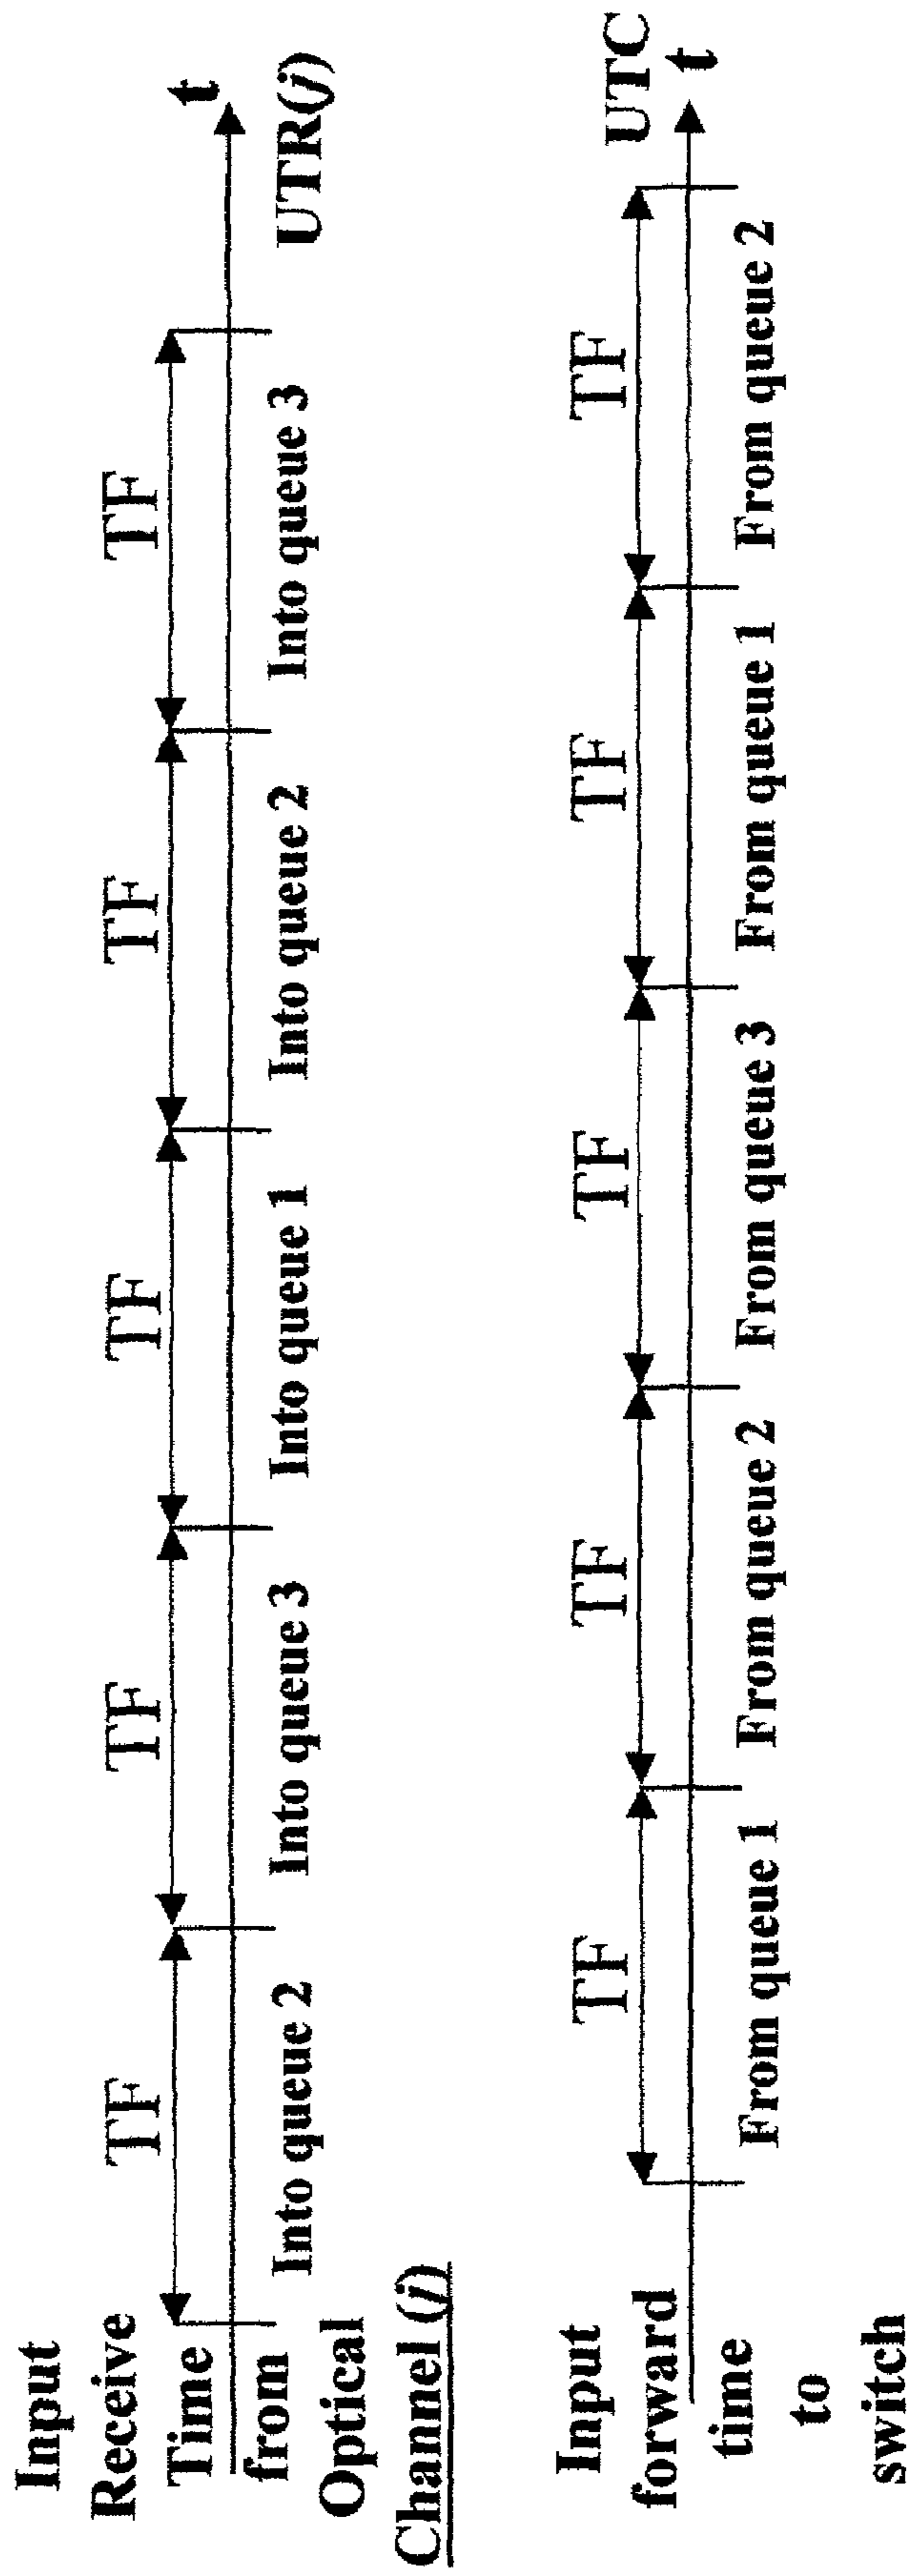 Input
Receive
Time
from
Optical
Channel (j)
TF
TF
TF
TF
TF
t
Into queue 2
Into queue 3
Into queue 1
Into queue 2
Into queue 3
UTR(j)
Input
forward
time
to
switch
TF
TF
TF
TF
TF
UTC
t
From queue 1
From queue 2
From queue 3
From queue 1
From queue 2